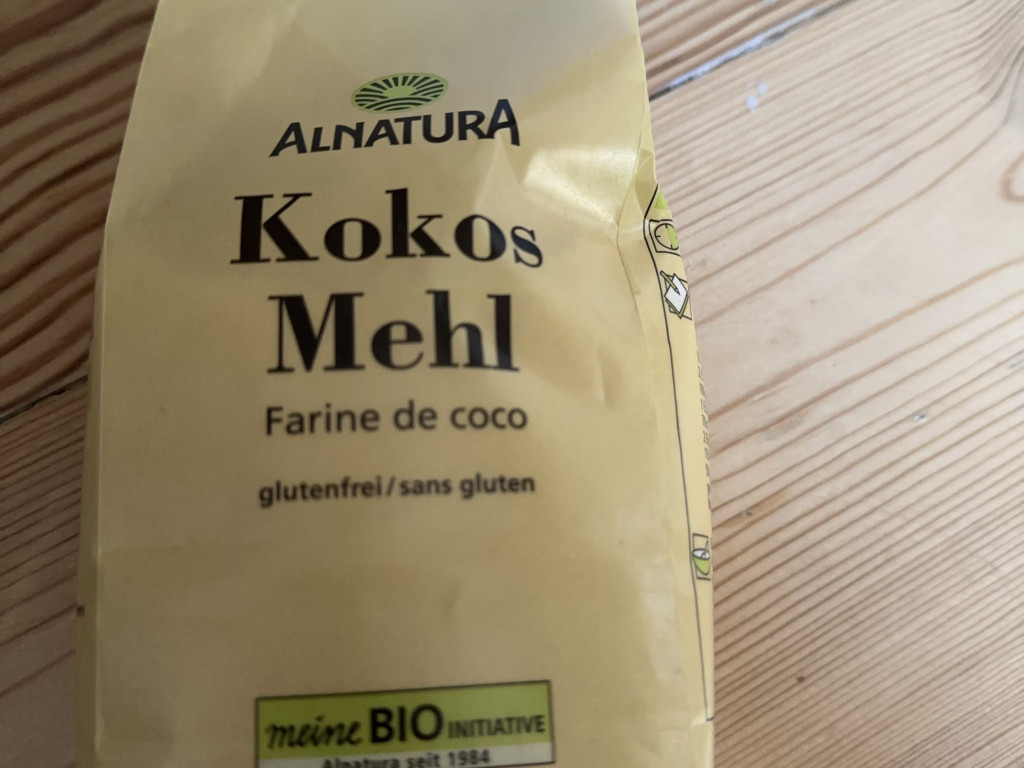 ALNATURA
Kokos
Mehl
Farine de coco
glutenfrei/sans gluten
meine BIO INITIATIVE
Alnatura seit 1984